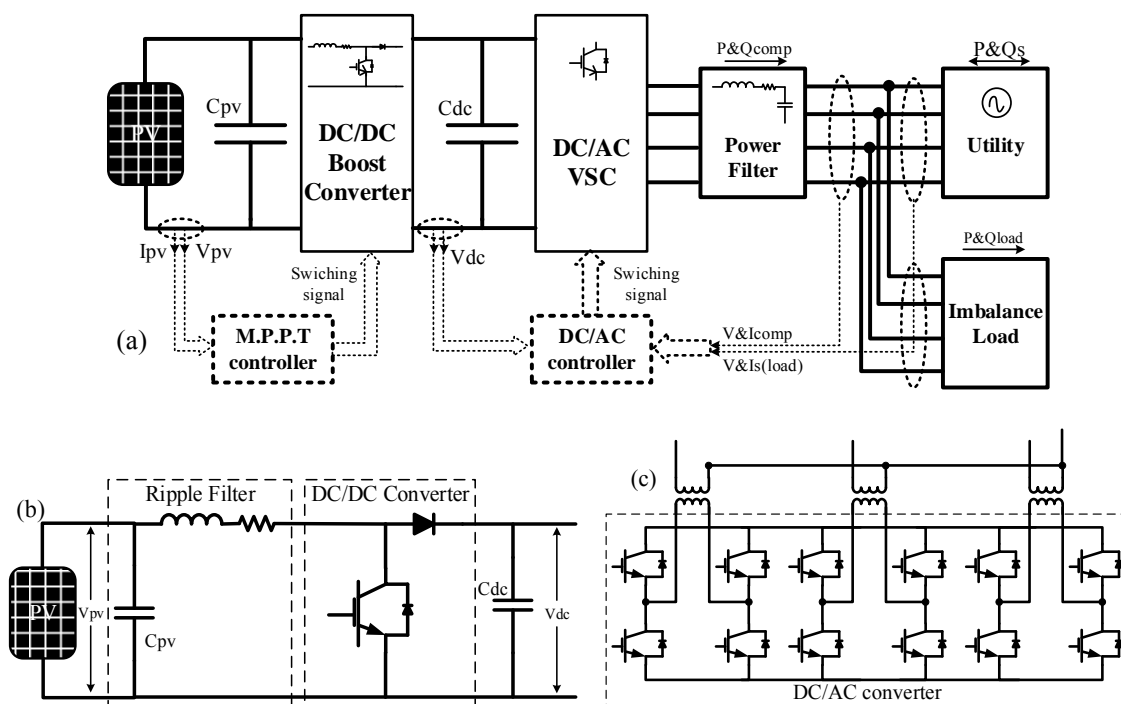 P&Qcomp
P&Qs
Cpv
Cdc
PV
DC/DC
Boost
Converter
DC/AC
VSC
Power
Filter
Utility
Ipv
Vpv
Vdc
P&Qload
Swiching
signal
Swiching
signal
Imbalance
Load
(a)
M.P.P.T
controller
DC/AC
controller
V&Icomp
V&Is(load)
(b)
Ripple Filter
DC/DC Converter
(c)
PV
Vpv
Cpv
Cdc
Vdc
DC/AC converter